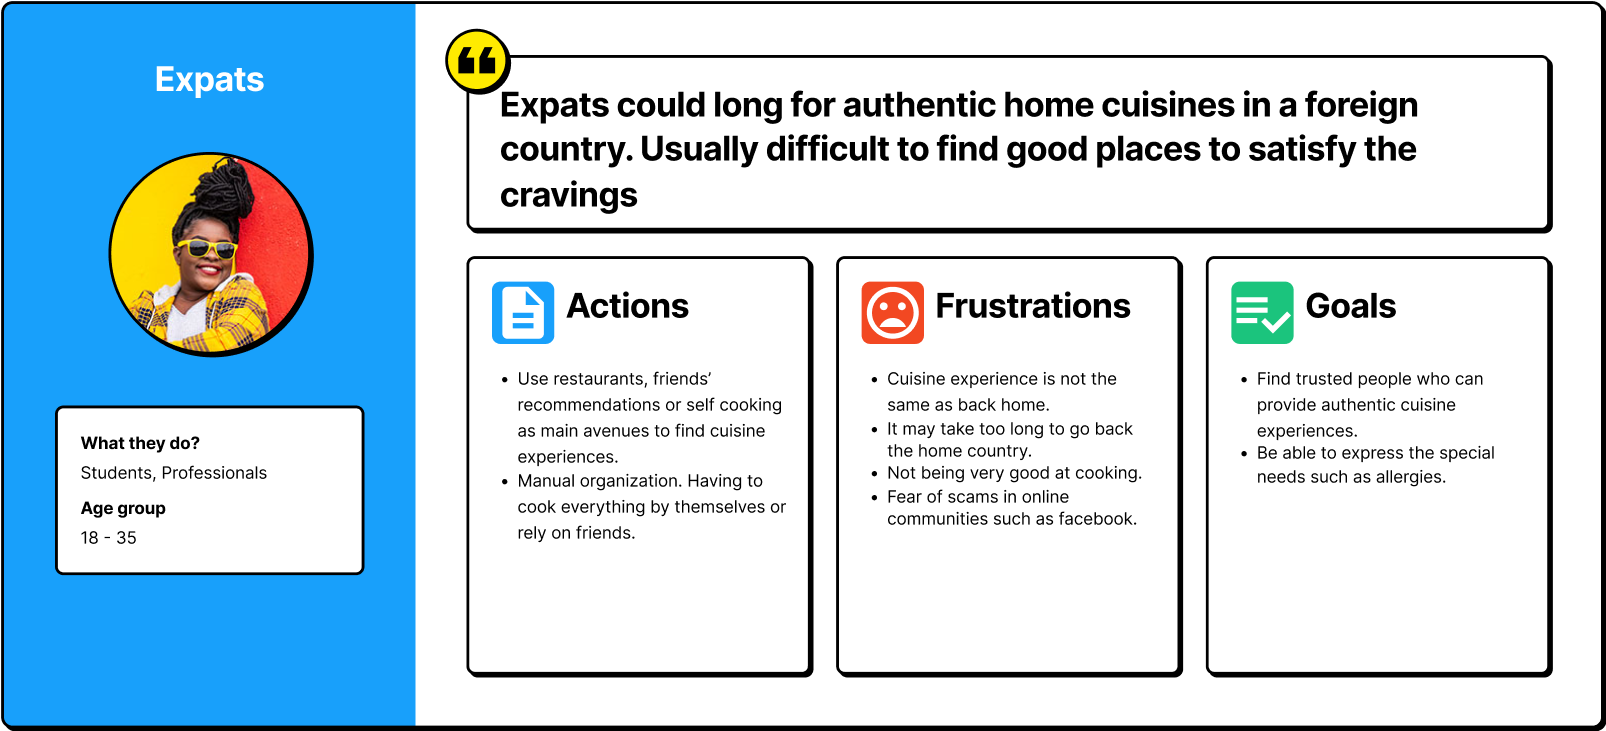 Expats
What they do?
Students, Professionals
Age group
18 - 35
“
Expats could long for authentic home cuisines in a foreign
country. Usually difficult to find good places to satisfy the
cravings
Actions
• Use restaurants, friends’
recommendations or self cooking
as main avenues to find cuisine
experiences.
• Manual organization. Having to
cook everything by themselves or
rely on friends.
Frustrations
• Cuisine experience is not the
same as back home.
• It may take too long to go back
the home country.
• Not being very good at cooking.
• Fear of scams in online
communities such as facebook.
Goals
• Find trusted people who can
provide authentic cuisine
experiences.
• Be able to express the special
needs such as allergies.